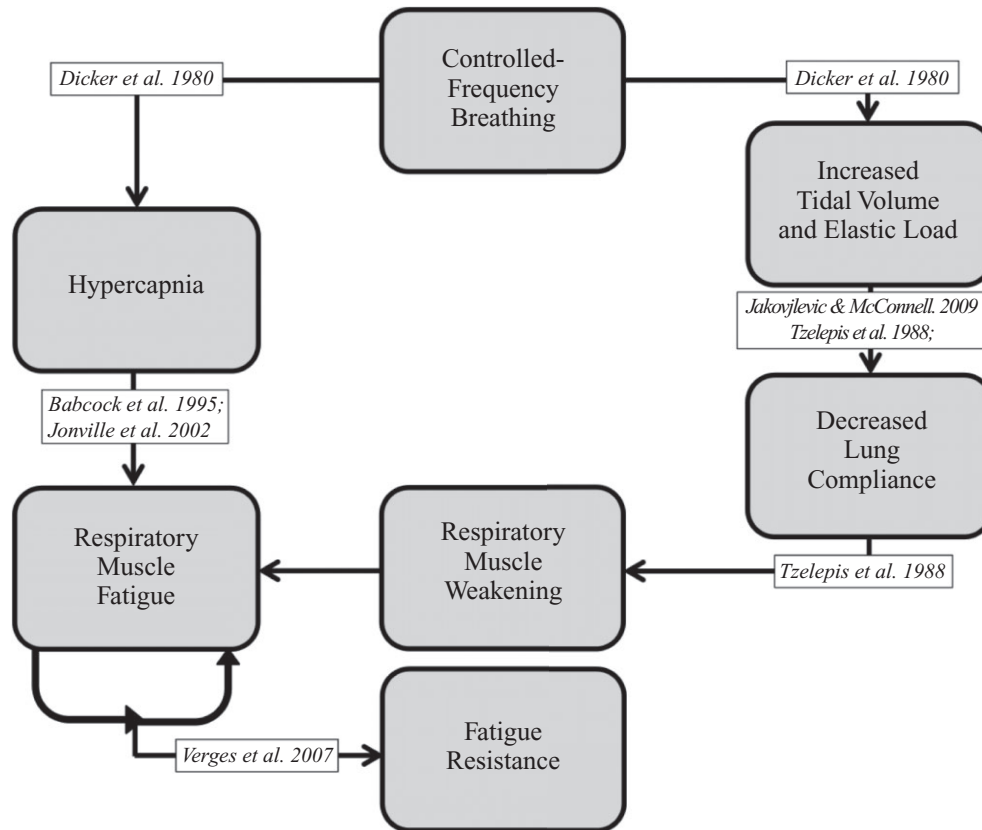 Controlled-
Frequency
Breathing
Dicker et al. 1980
Dicker et al. 1980
Increased
Tidal Volume
and Elastic Load
Hypercapnia
Jakovjlevic & McConnell. 2009
Tzelepis et al. 1988;
Babcock et al. 1995;
Jonville et al. 2002
Decreased
Lung
Compliance
Respiratory
Muscle
Fatigue
Respiratory
Muscle
Weakening
Tzelepis et al. 1988
Verges et al. 2007
Fatigue
Resistance